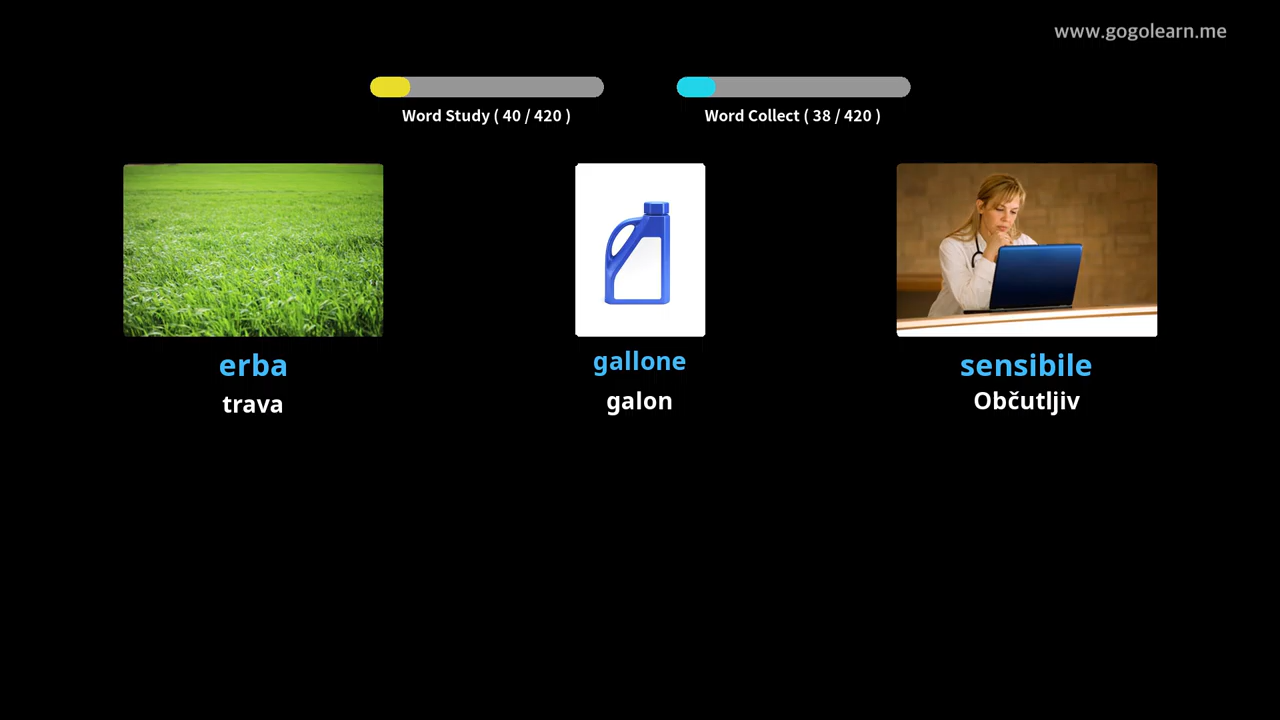 www.gogolearn.me
Word Study ( 40 / 420 )
Word Collect ( 38 / 420 )
erba
gallone
sensibile
trava
galon
Občutljiv